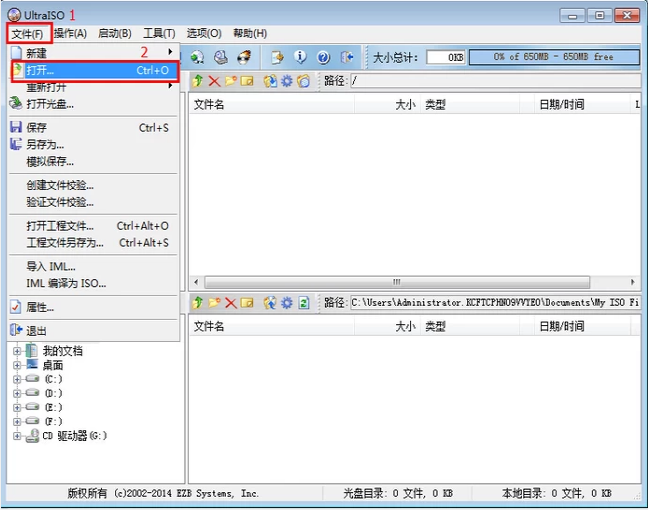 UltraISO 1
文件(F) 操作(A) 启动(B) 工具(T) 选项(O) 帮助(H)
新建 2
打开... Ctrl+O
重新打开
打开光盘...
保存 Ctrl+S
另存为...
模拟保存...
创建文件校验...
验证文件校验...
打开工程文件... Ctrl+Alt+O
工程文件另存为... Ctrl+Alt+S
导入 IML...
IML 编译为 ISO...
属性...
退出
大小总计: 0KB 0% of 650MB - 650MB free
路径: /
文件名 大小 类型 日期/时间 L
路径: C:\Users\Administrator.KCFTCPHNO9VVYEO\Documents\My ISO Fi
文件名 大小 类型 日期/时间
我的文档
桌面
(C:)
(D:)
(E:)
(F:)
CD 驱动器(G:)
版权所有 (c)2002-2014 EZB Systems, Inc. 光盘目录: 0 文件, 0 KB 本地目录: 0 文件, 0 KB